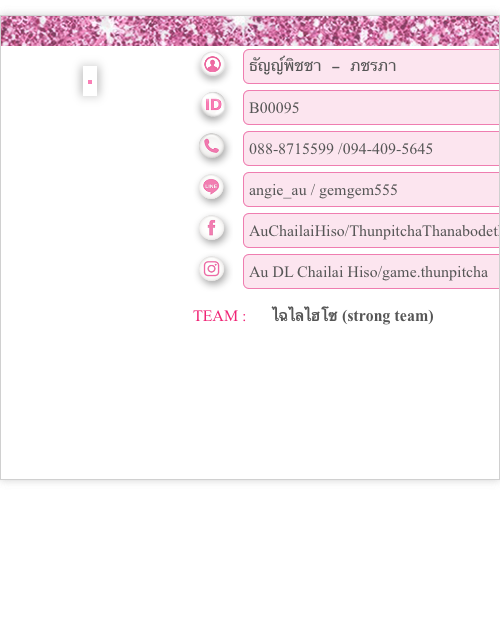 ธัญญ์พิชชา – ภชรภา
ID
B00095
088-8715599 /094-409-5645
LINE
angie_au / gemgem555
AuChailaiHiso/ThunpitchaThanabodet
Au DL Chailai Hiso/game.thunpitcha
TEAM : ไฉไลไฮโซ (strong team)